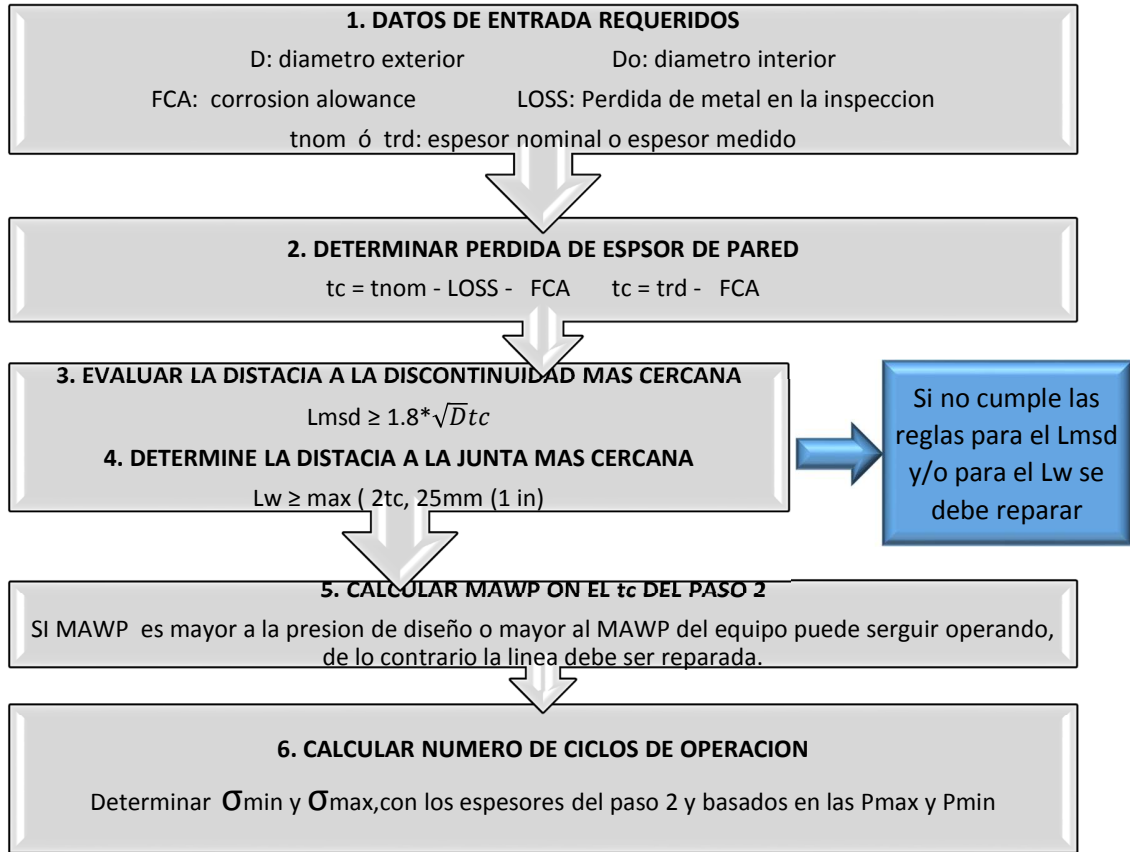 1. DATOS DE ENTRADA REQUERIDOS
D: diametro exterior Do: diametro interior
FCA: corrosion alowance LOSS: Perdida de metal en la inspeccion
tnom ó trd: espesor nominal o espesor medido
2. DETERMINAR PERDIDA DE ESPSOR DE PARED
tc = tnom - LOSS - FCA tc = trd - FCA
3. EVALUAR LA DISTACIA A LA DISCONTINUIDAD MAS CERCANA
Lmsd ≥ 1.8*√Dtc
4. DETERMINE LA DISTACIA A LA JUNTA MAS CERCANA
Lw ≥ max ( 2tc, 25mm (1 in)
Si no cumple las
reglas para el Lmsd
y/o para el Lw se
debe reparar
5. CALCULAR MAWP ON EL tc DEL PASO 2
SI MAWP es mayor a la presion de diseño o mayor al MAWP del equipo puede serguir operando,
de lo contrario la linea debe ser reparada.
6. CALCULAR NUMERO DE CICLOS DE OPERACION
Determinar σmin y σmax,con los espesores del paso 2 y basados en las Pmax y Pmin